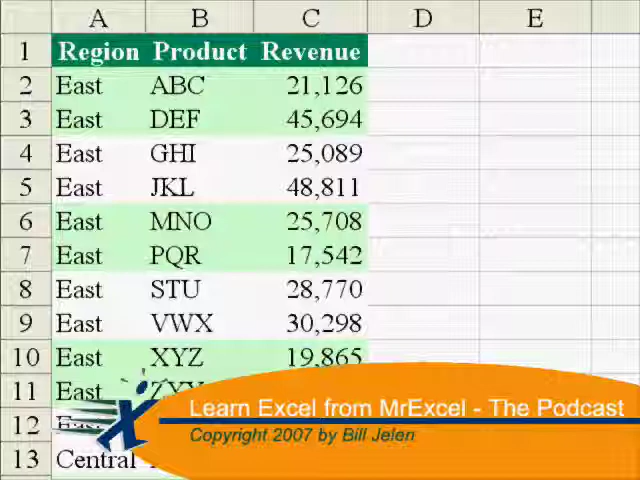 A B C D E
1 Region Product Revenue
2 East ABC 21,126
3 East DEF 45,694
4 East GHI 25,089
5 East JKL 48,811
6 East MNO 25,708
7 East PQR 17,542
8 East STU 28,770
9 East VWX 30,298
10 East XYZ 19,865
11 East
12 East
13 Central
Learn Excel from MrExcel - The Podcast
Copyright 2007 by Bill Jelen